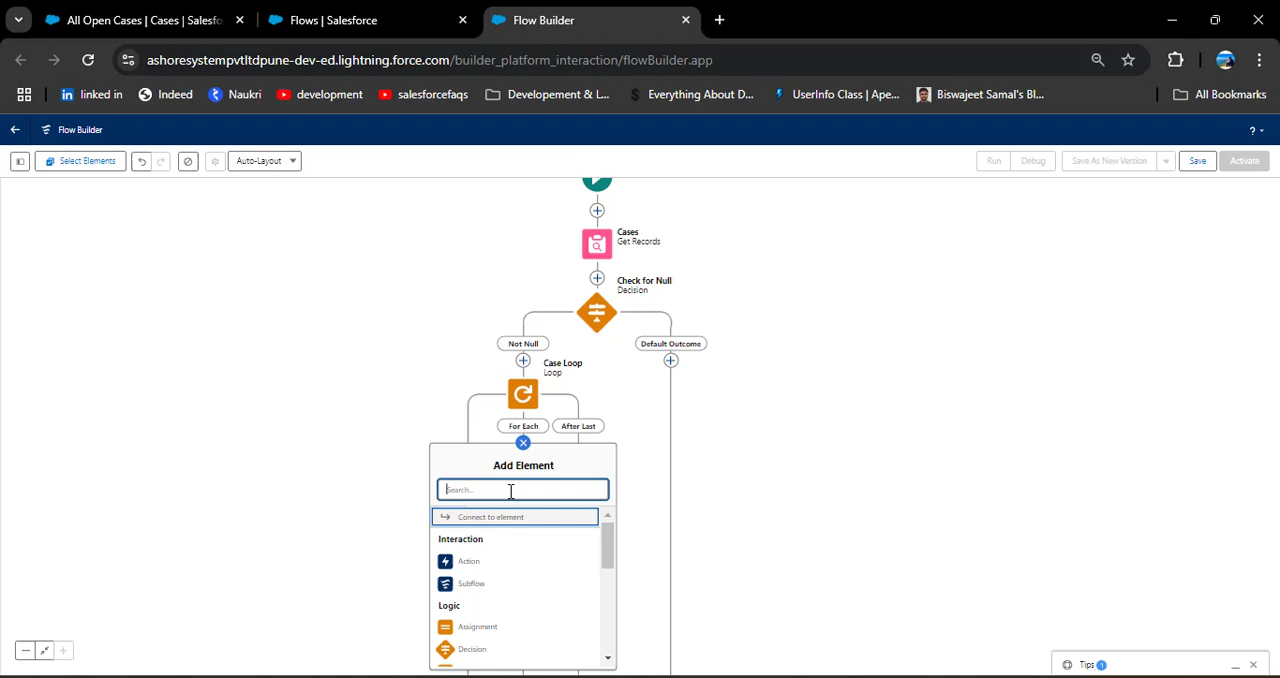 All Open Cases | Cases | Salesfo
Flows | Salesforce
Flow Builder
ashoresystempvtltdpune-dev-ed.lightning.force.com/builder_platform_interaction/flowBuilder.app
linked in
Indeed
Naukri
development
salesforcefaqs
Developement & L...
Everything About D...
UserInfo Class | Ape...
Biswajeet Samal's Bl...
All Bookmarks
Flow Builder
?
Select Elements
Auto-Layout
Run
Debug
Save As New Version
Save
Activate
Cases
Get Records
Check for Null
Decision
Not Null
Default Outcome
Case Loop
Loop
For Each
After Last
Add Element
Search...
Connect to element
Interaction
Action
Subflow
Logic
Assignment
Decision
Tips 1